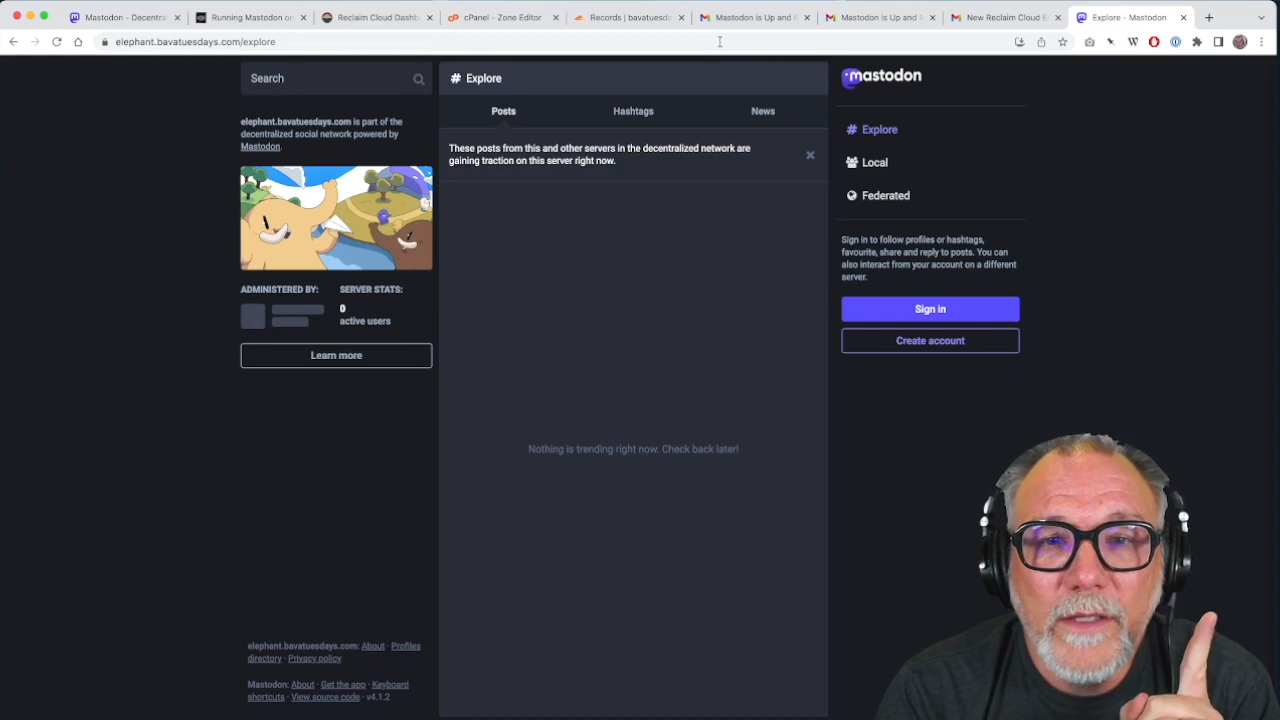 Mastodon - Decentra
Running Mastodon o
Reclaim Cloud Dashb
cPanel - Zone Editor
Records | bavatuesda
Mastodon is Up and R
Mastodon is Up and R
New Reclaim Cloud E
Explore - Mastodon
elephant.bavatuesdays.com/explore
Search
elephant.bavatuesdays.com is part of the
decentralized social network powered by
Mastodon.
ADMINISTERED BY:
SERVER STATS:
0
active users
Learn more
elephant.bavatuesdays.com: About · Profiles
directory · Privacy policy
Mastodon: About · Get the app · Keyboard
shortcuts · View source code · v4.1.2
# Explore
Posts
Hashtags
News
These posts from this and other servers in the decentralized network are
gaining traction on this server right now.
Nothing is trending right now. Check back later!
mastodon
# Explore
Local
Federated
Sign in to follow profiles or hashtags,
favourite, share and reply to posts. You can
also interact from your account on a different
server.
Sign in
Create account